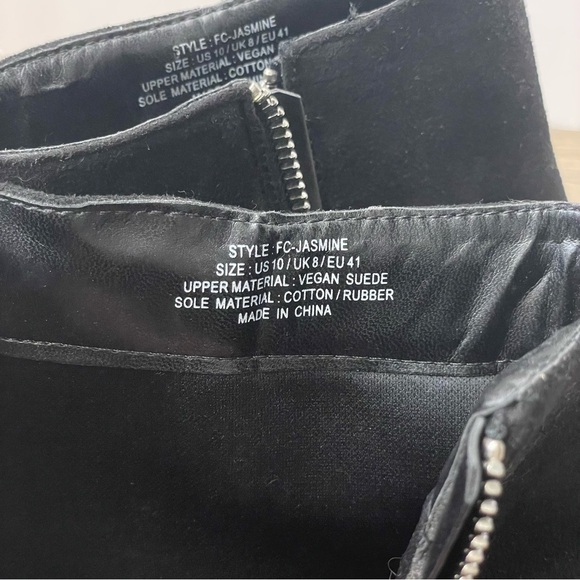 STYLE : FC-JASMINE
SIZE : US 10 / UK 8 / EU 41
UPPER MATERIAL : VEGAN
SOLE MATERIAL : COTTON
STYLE : FC-JASMINE
SIZE : US 10 / UK 8 / EU 41
UPPER MATERIAL : VEGAN SUEDE
SOLE MATERIAL : COTTON / RUBBER
MADE IN CHINA